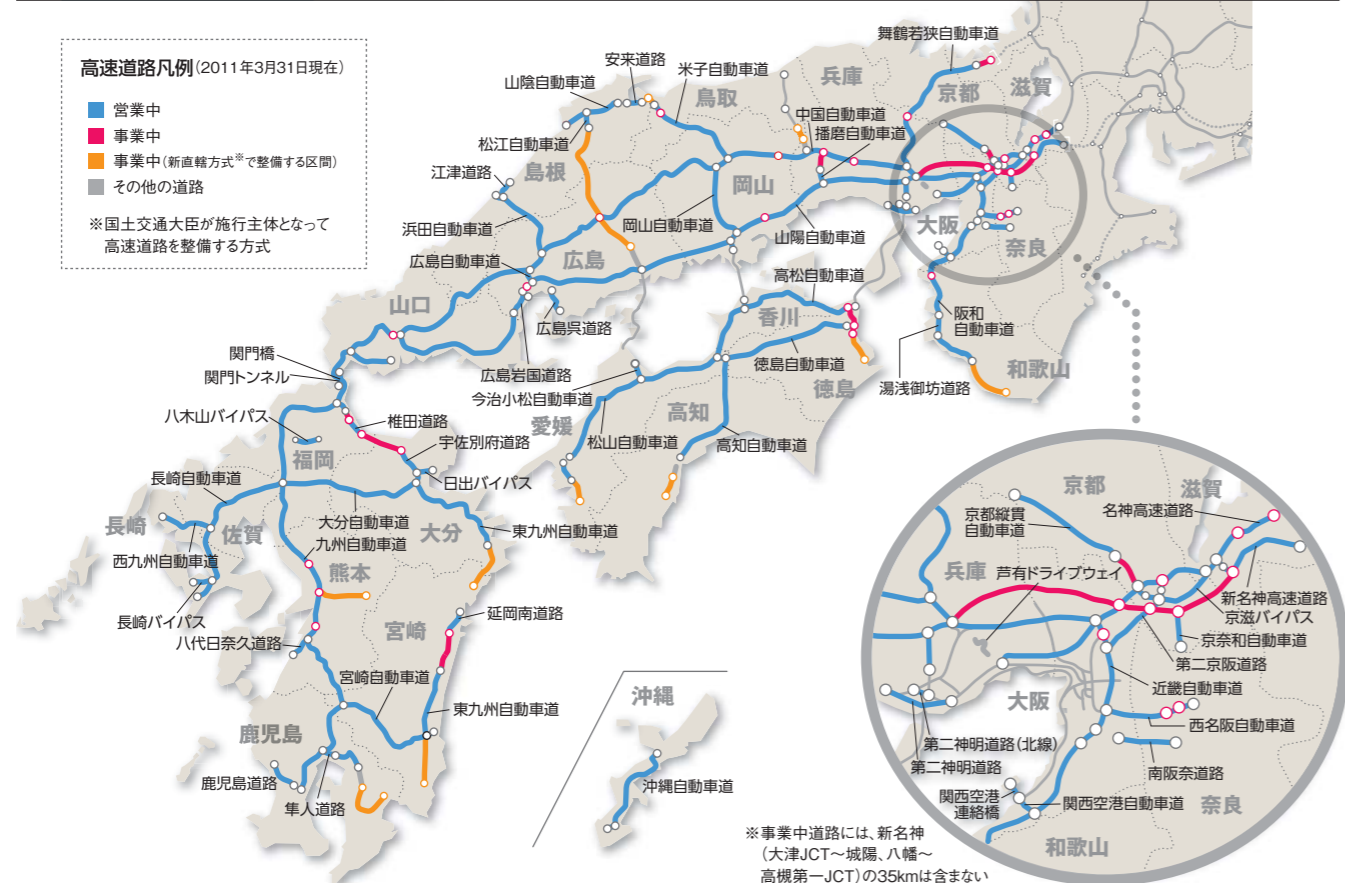 高速道路凡例(2011年3月31日現在)
営業中
事業中
事業中(新直轄方式※で整備する区間)
その他の道路
※国土交通大臣が施行主体となって
高速道路を整備する方式
舞鶴若狭自動車道
安来道路
米子自動車道
山陰自動車道
兵庫
鳥取
京都
滋賀
中国自動車道
播磨自動車道
松江自動車道
島根
江津道路
岡山
浜田自動車道
岡山自動車道
山陽自動車道
大阪
奈良
広島自動車道
広島
高松自動車道
山口
香川
阪和
自動車道
広島呉道路
関門橋
関門トンネル
広島岩国道路
徳島自動車道
徳島
湯浅御坊道路
和歌山
今治小松自動車道
八木山バイパス
椎田道路
愛媛
高知
松山自動車道
高知自動車道
宇佐別府道路
福岡
日出バイパス
長崎自動車道
長崎
佐賀
大分自動車道
大分
東九州自動車道
九州自動車道
西九州自動車道
熊本
長崎バイパス
延岡南道路
宮崎
八代日奈久道路
宮崎自動車道
東九州自動車道
鹿児島
鹿児島道路
隼人道路
沖縄
沖縄自動車道
京都
滋賀
名神高速道路
京都縦貫
自動車道
兵庫
芦有ドライブウェイ
新名神高速道路
京滋バイパス
京奈和自動車道
第二京阪道路
近畿自動車道
大阪
西名阪自動車道
第二神明道路(北線)
第二神明道路
南阪奈道路
関西空港
連絡橋
関西空港自動車道
奈良
和歌山
※事業中道路には、新名神
(大津JCT～城陽、八幡～
高槻第一JCT)の35kmは含まない